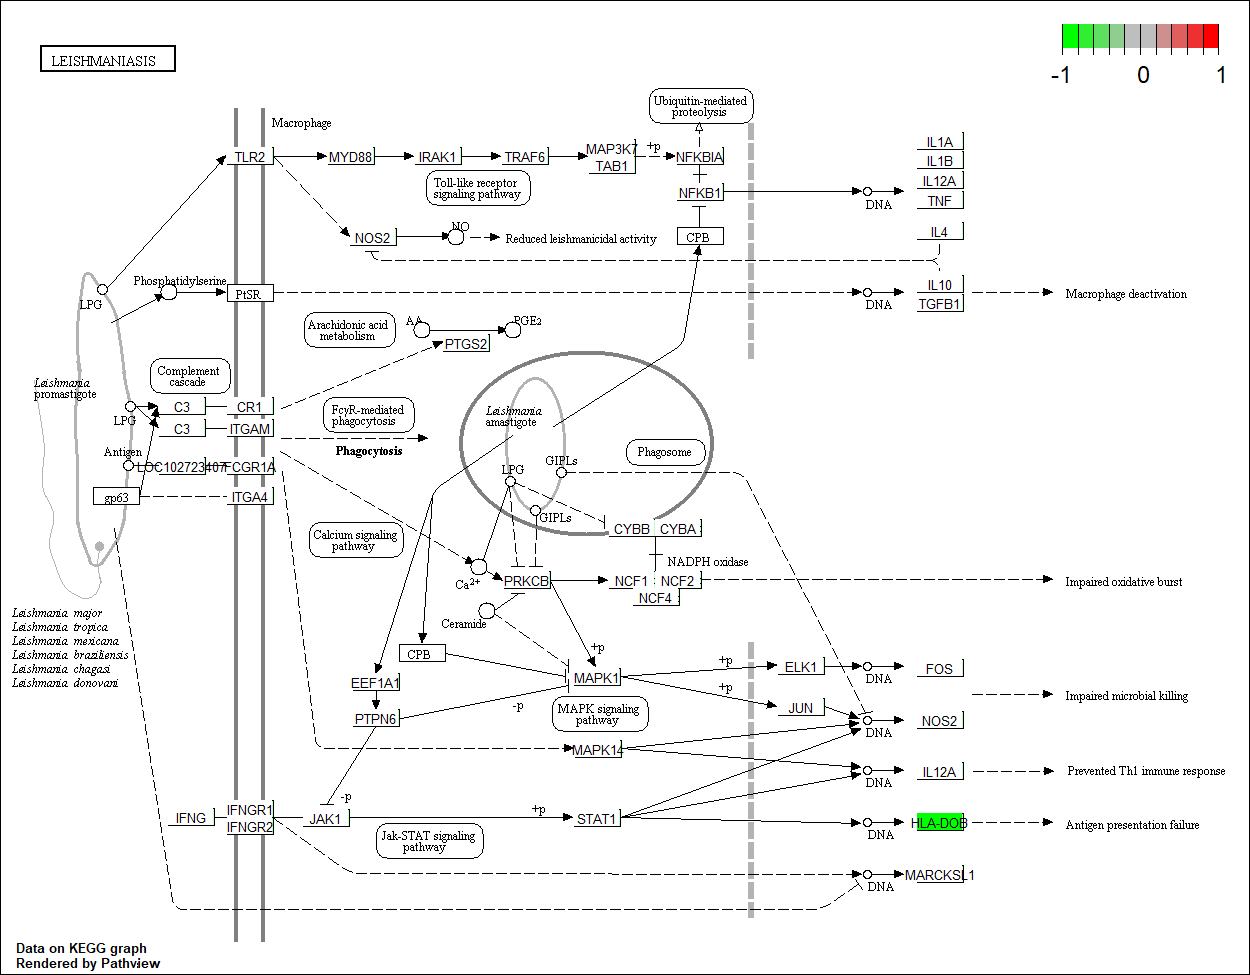 LEISHMANIASIS
-1
0
1
Macrophage
Ubiquitin-mediated
proteolysis
TLR2
MYD88
IRAK1
TRAF6
MAP3K7
TAB1
+p
NFKBIA
Toll-like receptor
signaling pathway
NFKB1
DNA
IL1A
IL1B
IL12A
TNF
NOS2
NO
Reduced leishmanicidal activity
CPB
IL4
Phosphatidylserine
LPG
PtSR
DNA
IL10
TGFB1
Macrophage deactivation
Arachidonic acid
metabolism
AA
PGE2
PTGS2
Complement
cascade
Leishmania
promastigote
LPG
C3
CR1
C3
ITGAM
FcγR-mediated
phagocytosis
Phagocytosis
Antigen
LOC102723407
FCGR1A
gp63
ITGA4
Leishmania
amastigote
Phagosome
LPG
GIPLs
GIPLs
CYBB
CYBA
NADPH oxidase
Calcium signaling
pathway
Ca2+
PRKCB
NCF1
NCF2
NCF4
Impaired oxidative burst
Ceramide
Leishmania major
Leishmania tropica
Leishmania mexicana
Leishmania braziliensis
Leishmania chagasi
Leishmania donovani
CPB
+p
EEF1A1
MAPK1
+p
ELK1
DNA
FOS
+p
Impaired microbial killing
PTPN6
-p
MAPK signaling
pathway
JUN
DNA
NOS2
MAPK14
DNA
IL12A
Prevented Th1 immune response
IFNG
IFNGR1
IFNGR2
-p
JAK1
+p
STAT1
DNA
HLA-DOB
Antigen presentation failure
Jak-STAT signaling
pathway
DNA
MARCKSL1
Data on KEGG graph
Rendered by Pathview